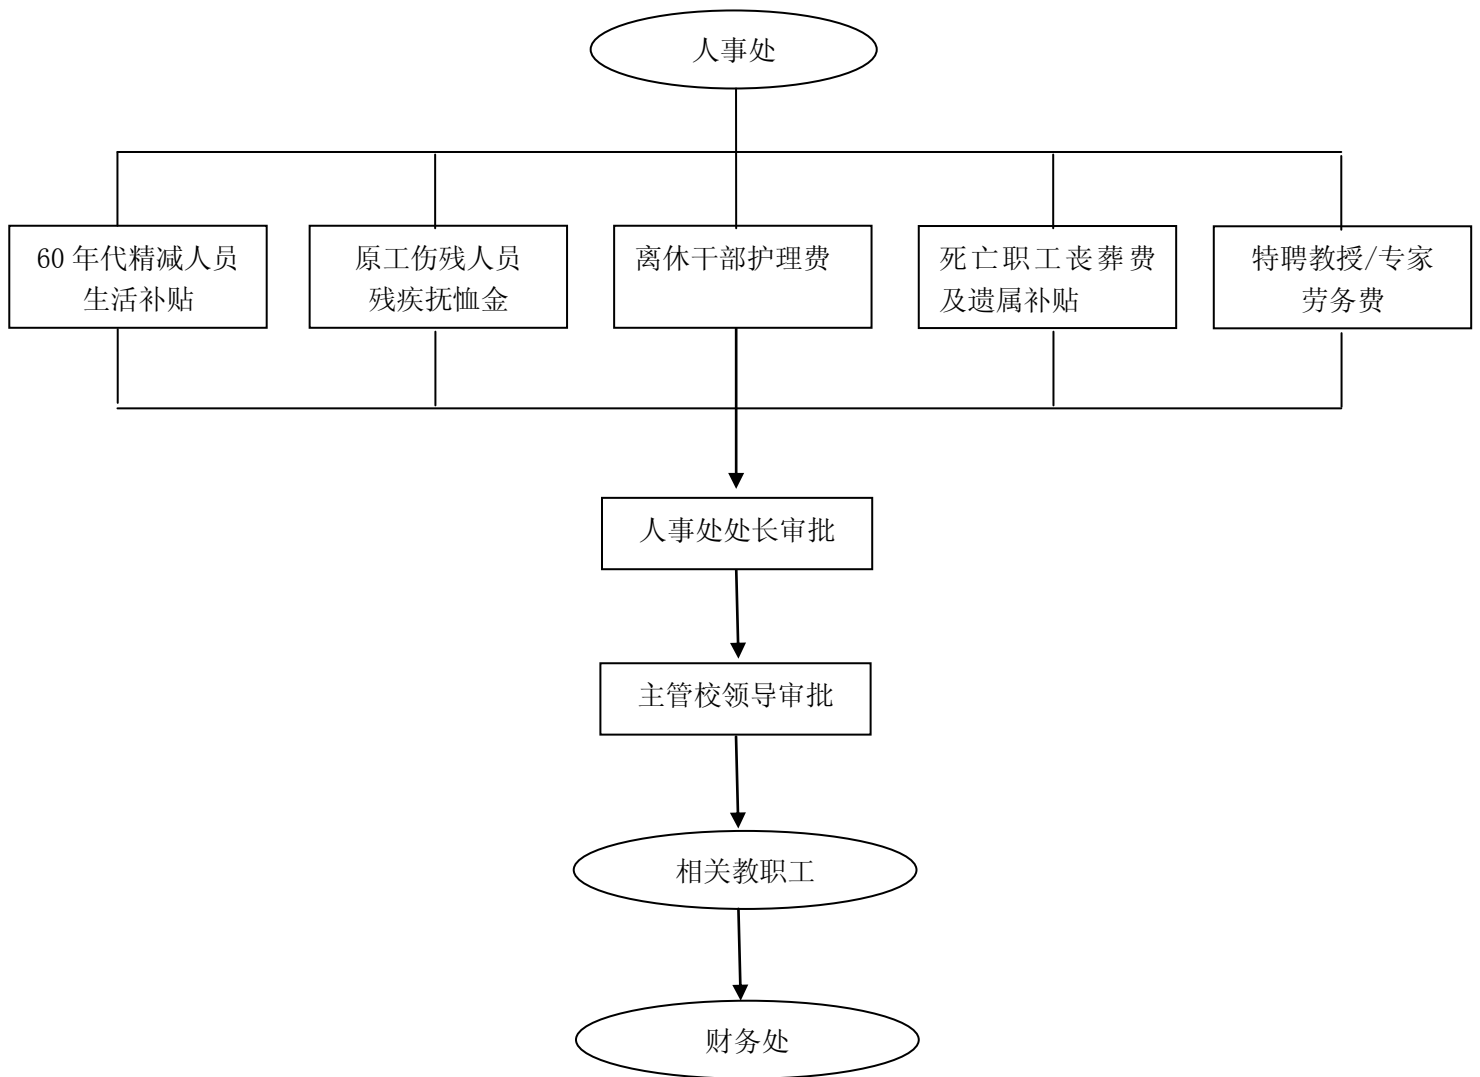 人事处
60 年代精减人员
生活补贴
原工伤残人员
残疾抚恤金
离休干部护理费
死亡职工丧葬费
及遗属补贴
特聘教授/专家
劳务费
人事处处长审批
主管校领导审批
相关教职工
财务处